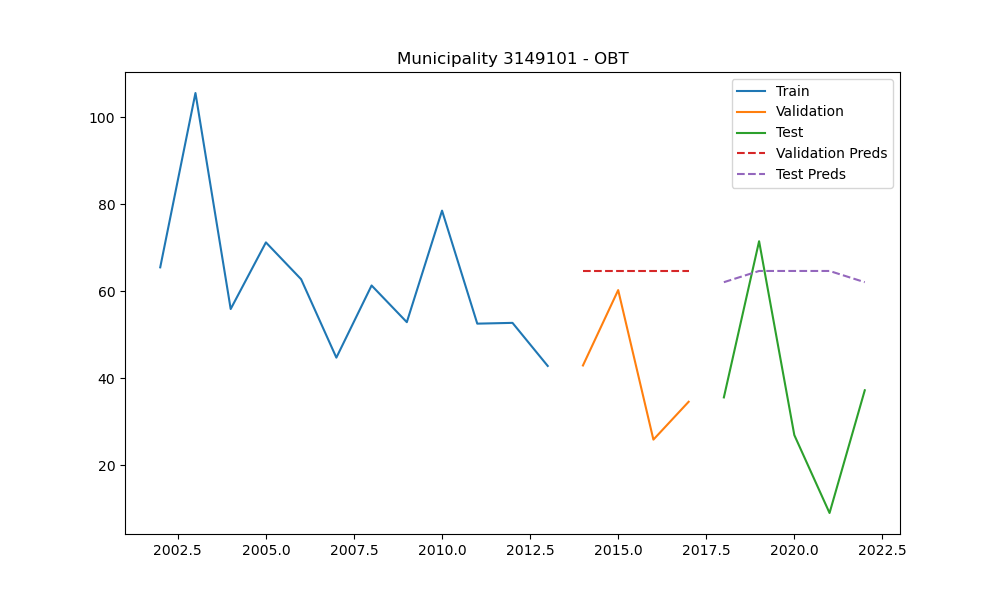 Municipality 3149101 - OBT
Train
Validation
Test
Validation Preds
Test Preds
100
80
60
40
20
2002.5 2005.0 2007.5 2010.0 2012.5 2015.0 2017.5 2020.0 2022.5